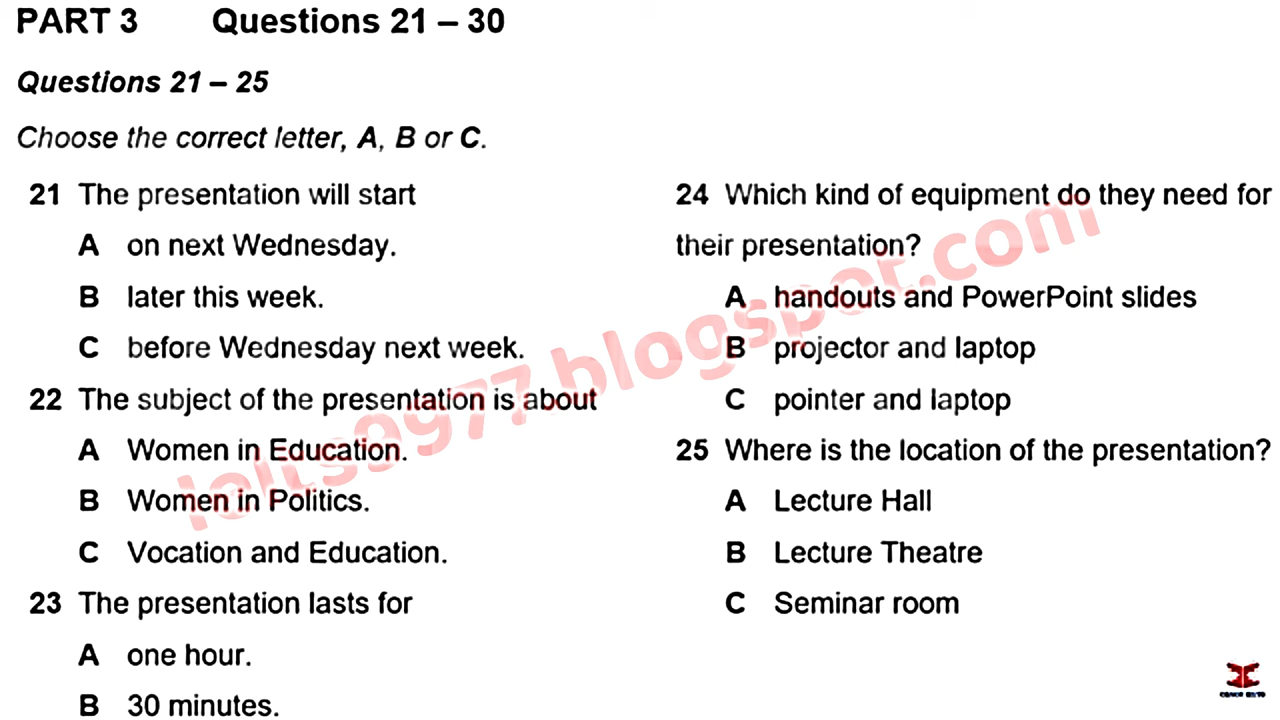 PART 3 Questions 21 – 30
Questions 21 – 25
Choose the correct letter, A, B or C.
21 The presentation will start
A on next Wednesday.
B later this week.
C before Wednesday next week.
22 The subject of the presentation is about
A Women in Education.
B Women in Politics.
C Vocation and Education.
23 The presentation lasts for
A one hour.
B 30 minutes.
24 Which kind of equipment do they need for
their presentation?
A handouts and PowerPoint slides
B projector and laptop
C pointer and laptop
25 Where is the location of the presentation?
A Lecture Hall
B Lecture Theatre
C Seminar room
ielts9977.blogspot.com